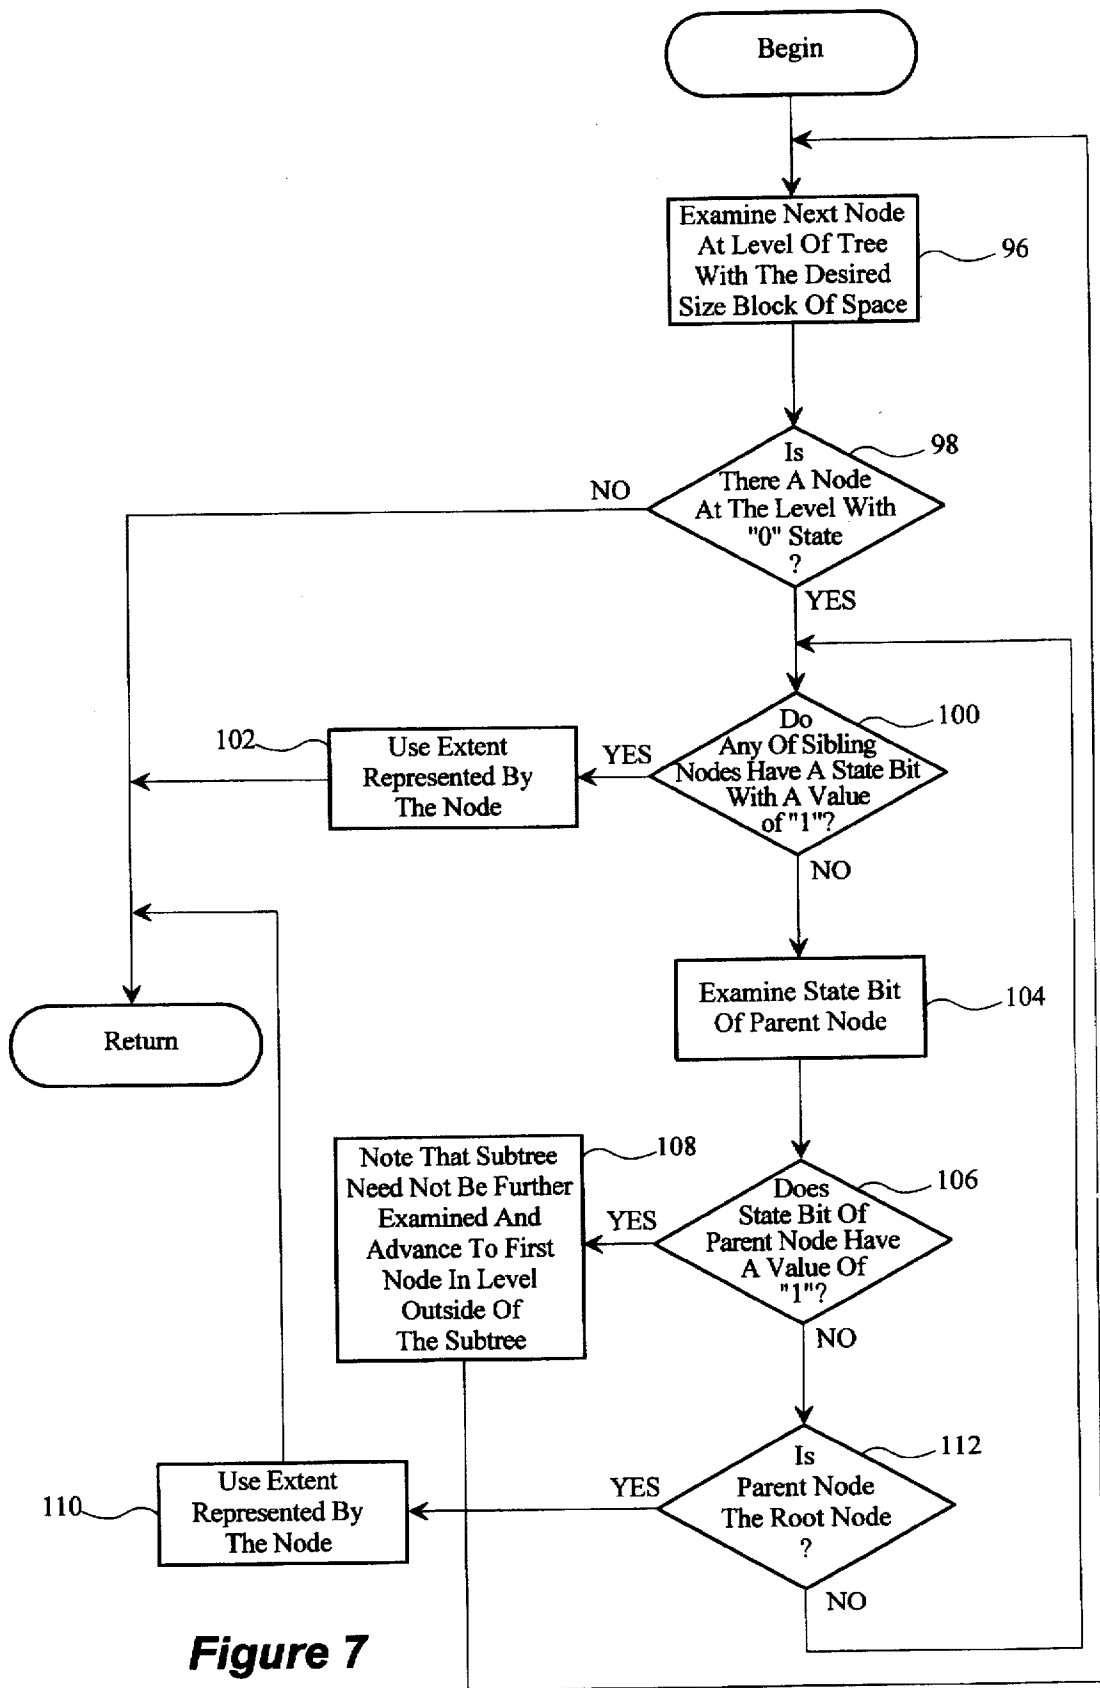 Begin
Examine Next Node
At Level Of Tree
With The Desired
Size Block Of Space
96
Is
There A Node
At The Level With
"0" State
?
98
NO
YES
Do
Any Of Sibling
Nodes Have A State Bit
With A Value
of "1"?
100
YES
NO
102
Use Extent
Represented By
The Node
Examine State Bit
Of Parent Node
104
Return
Note That Subtree
Need Not Be Further
Examined And
Advance To First
Node In Level
Outside Of
The Subtree
108
YES
Does
State Bit Of
Parent Node Have
A Value Of
"1"?
106
NO
Is
Parent Node
The Root Node
?
112
YES
NO
110
Use Extent
Represented By
The Node
Figure 7